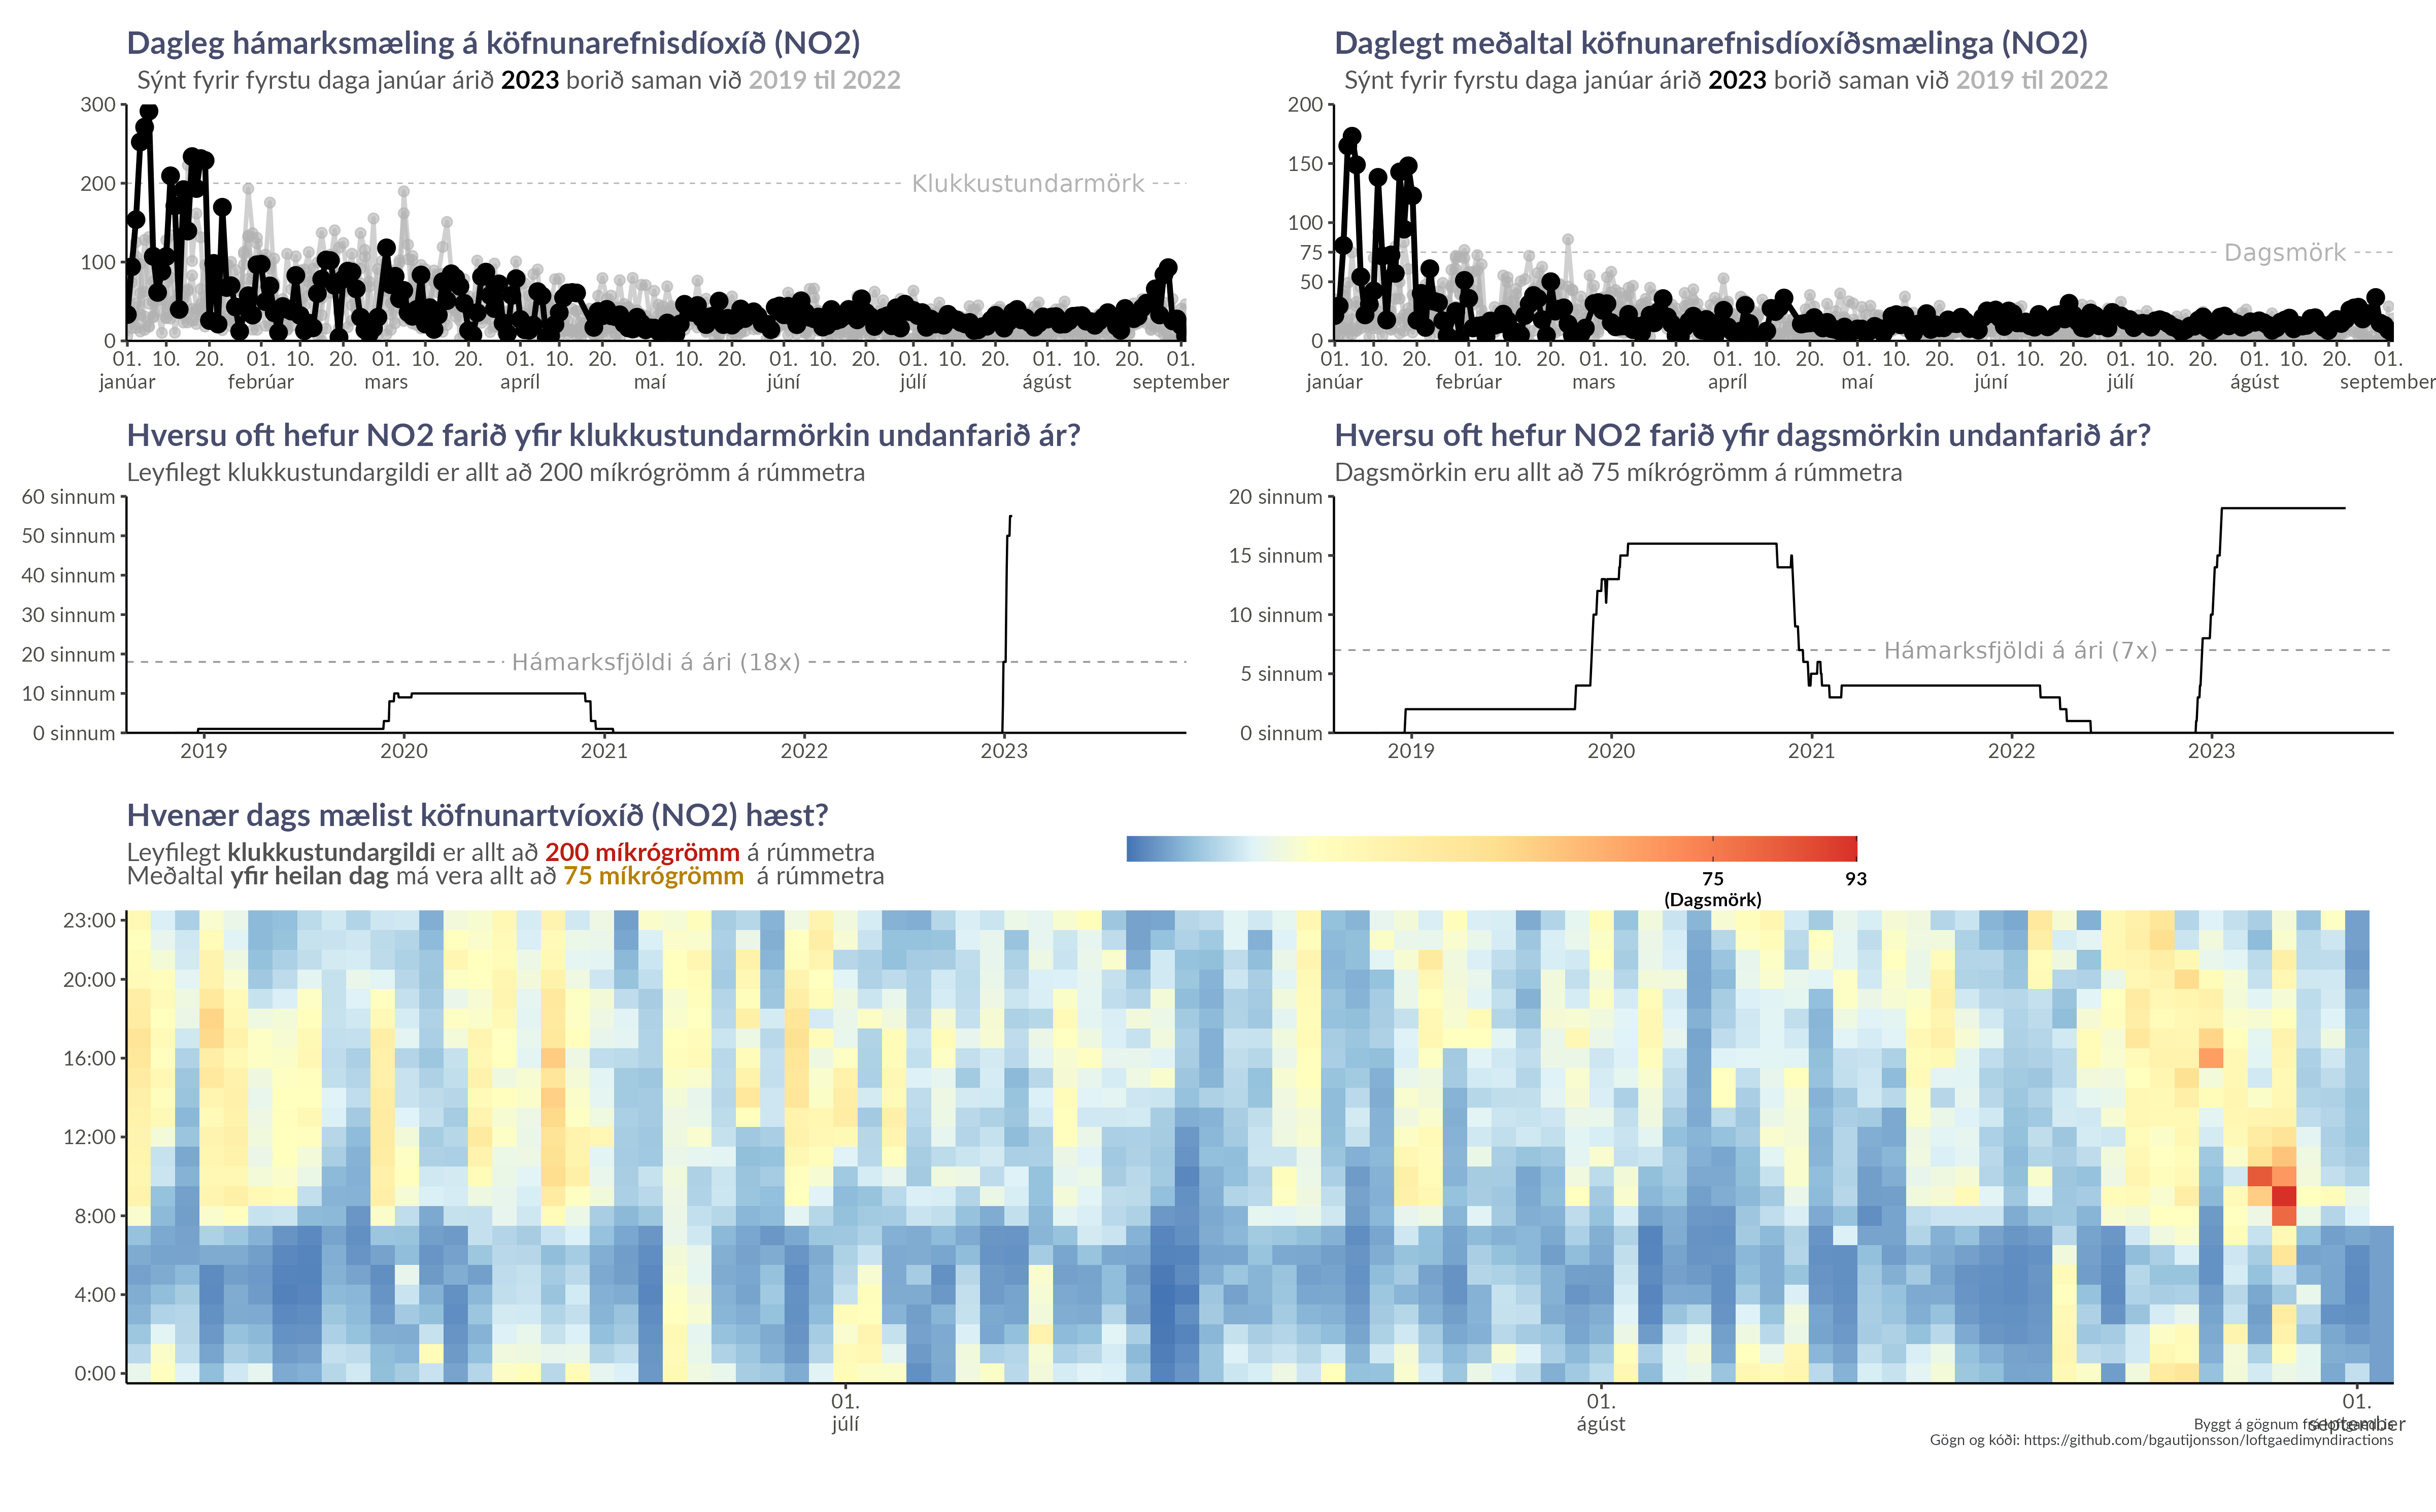 Dagleg hámarksmæling á köfnunarefnisdíoxíð (NO2)
Sýnt fyrir fyrstu daga janúar árið 2023 borið saman við 2019 til 2022
300
200
100
0
Klukkustundarmörk
01. 10. 20. 01. 10. 20. 01. 10. 20. 01. 10. 20. 01. 10. 20. 01. 10. 20. 01. 10. 20. 01. 10. 20. 01.
janúar febrúar mars apríl maí júní júlí ágúst september
Daglegt meðaltal köfnunarefnisdíoxíðsmælinga (NO2)
Sýnt fyrir fyrstu daga janúar árið 2023 borið saman við 2019 til 2022
200
150
100
75
50
0
Dagsmörk
01. 10. 20. 01. 10. 20. 01. 10. 20. 01. 10. 20. 01. 10. 20. 01. 10. 20. 01. 10. 20. 01. 10. 20. 01.
janúar febrúar mars apríl maí júní júlí ágúst september
Hversu oft hefur NO2 farið yfir klukkustundarmörkin undanfarið ár?
Leyfilegt klukkustundargildi er allt að 200 míkrógrömm á rúmmetra
60 sinnum
50 sinnum
40 sinnum
30 sinnum
20 sinnum
10 sinnum
0 sinnum
Hámarksfjöldi á ári (18x)
2019 2020 2021 2022 2023
Hversu oft hefur NO2 farið yfir dagsmörkin undanfarið ár?
Dagsmörkin eru allt að 75 míkrógrömm á rúmmetra
20 sinnum
15 sinnum
10 sinnum
5 sinnum
0 sinnum
Hámarksfjöldi á ári (7x)
2019 2020 2021 2022 2023
Hvenær dags mælist köfnunartvíoxíð (NO2) hæst?
Leyfilegt klukkustundargildi er allt að 200 míkrógrömm á rúmmetra
Meðaltal yfir heilan dag má vera allt að 75 míkrógrömm á rúmmetra
75 93
(Dagsmörk)
23:00
20:00
16:00
12:00
8:00
4:00
0:00
01. 01. 01.
júlí ágúst september
Byggt á gögnum frá loftgaedi.is
Gögn og kóði: https://github.com/bgautijonsson/loftgaedimyndiractions